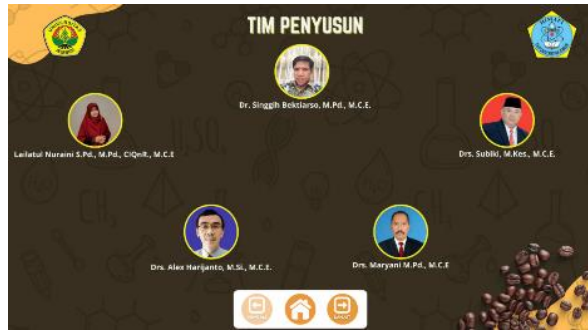 TIM PENYUSUN
Dr. Singgih Bektiarso, M.Pd., M.C.E.
Lailatul Nuraini S.Pd., M.Pd., CIQnR., M.C.E
Drs. Subiki, M.Kes., M.C.E.
Drs. Alex Harijanto, M.Si., M.C.E.
Drs. Maryani M.Pd., M.C.E